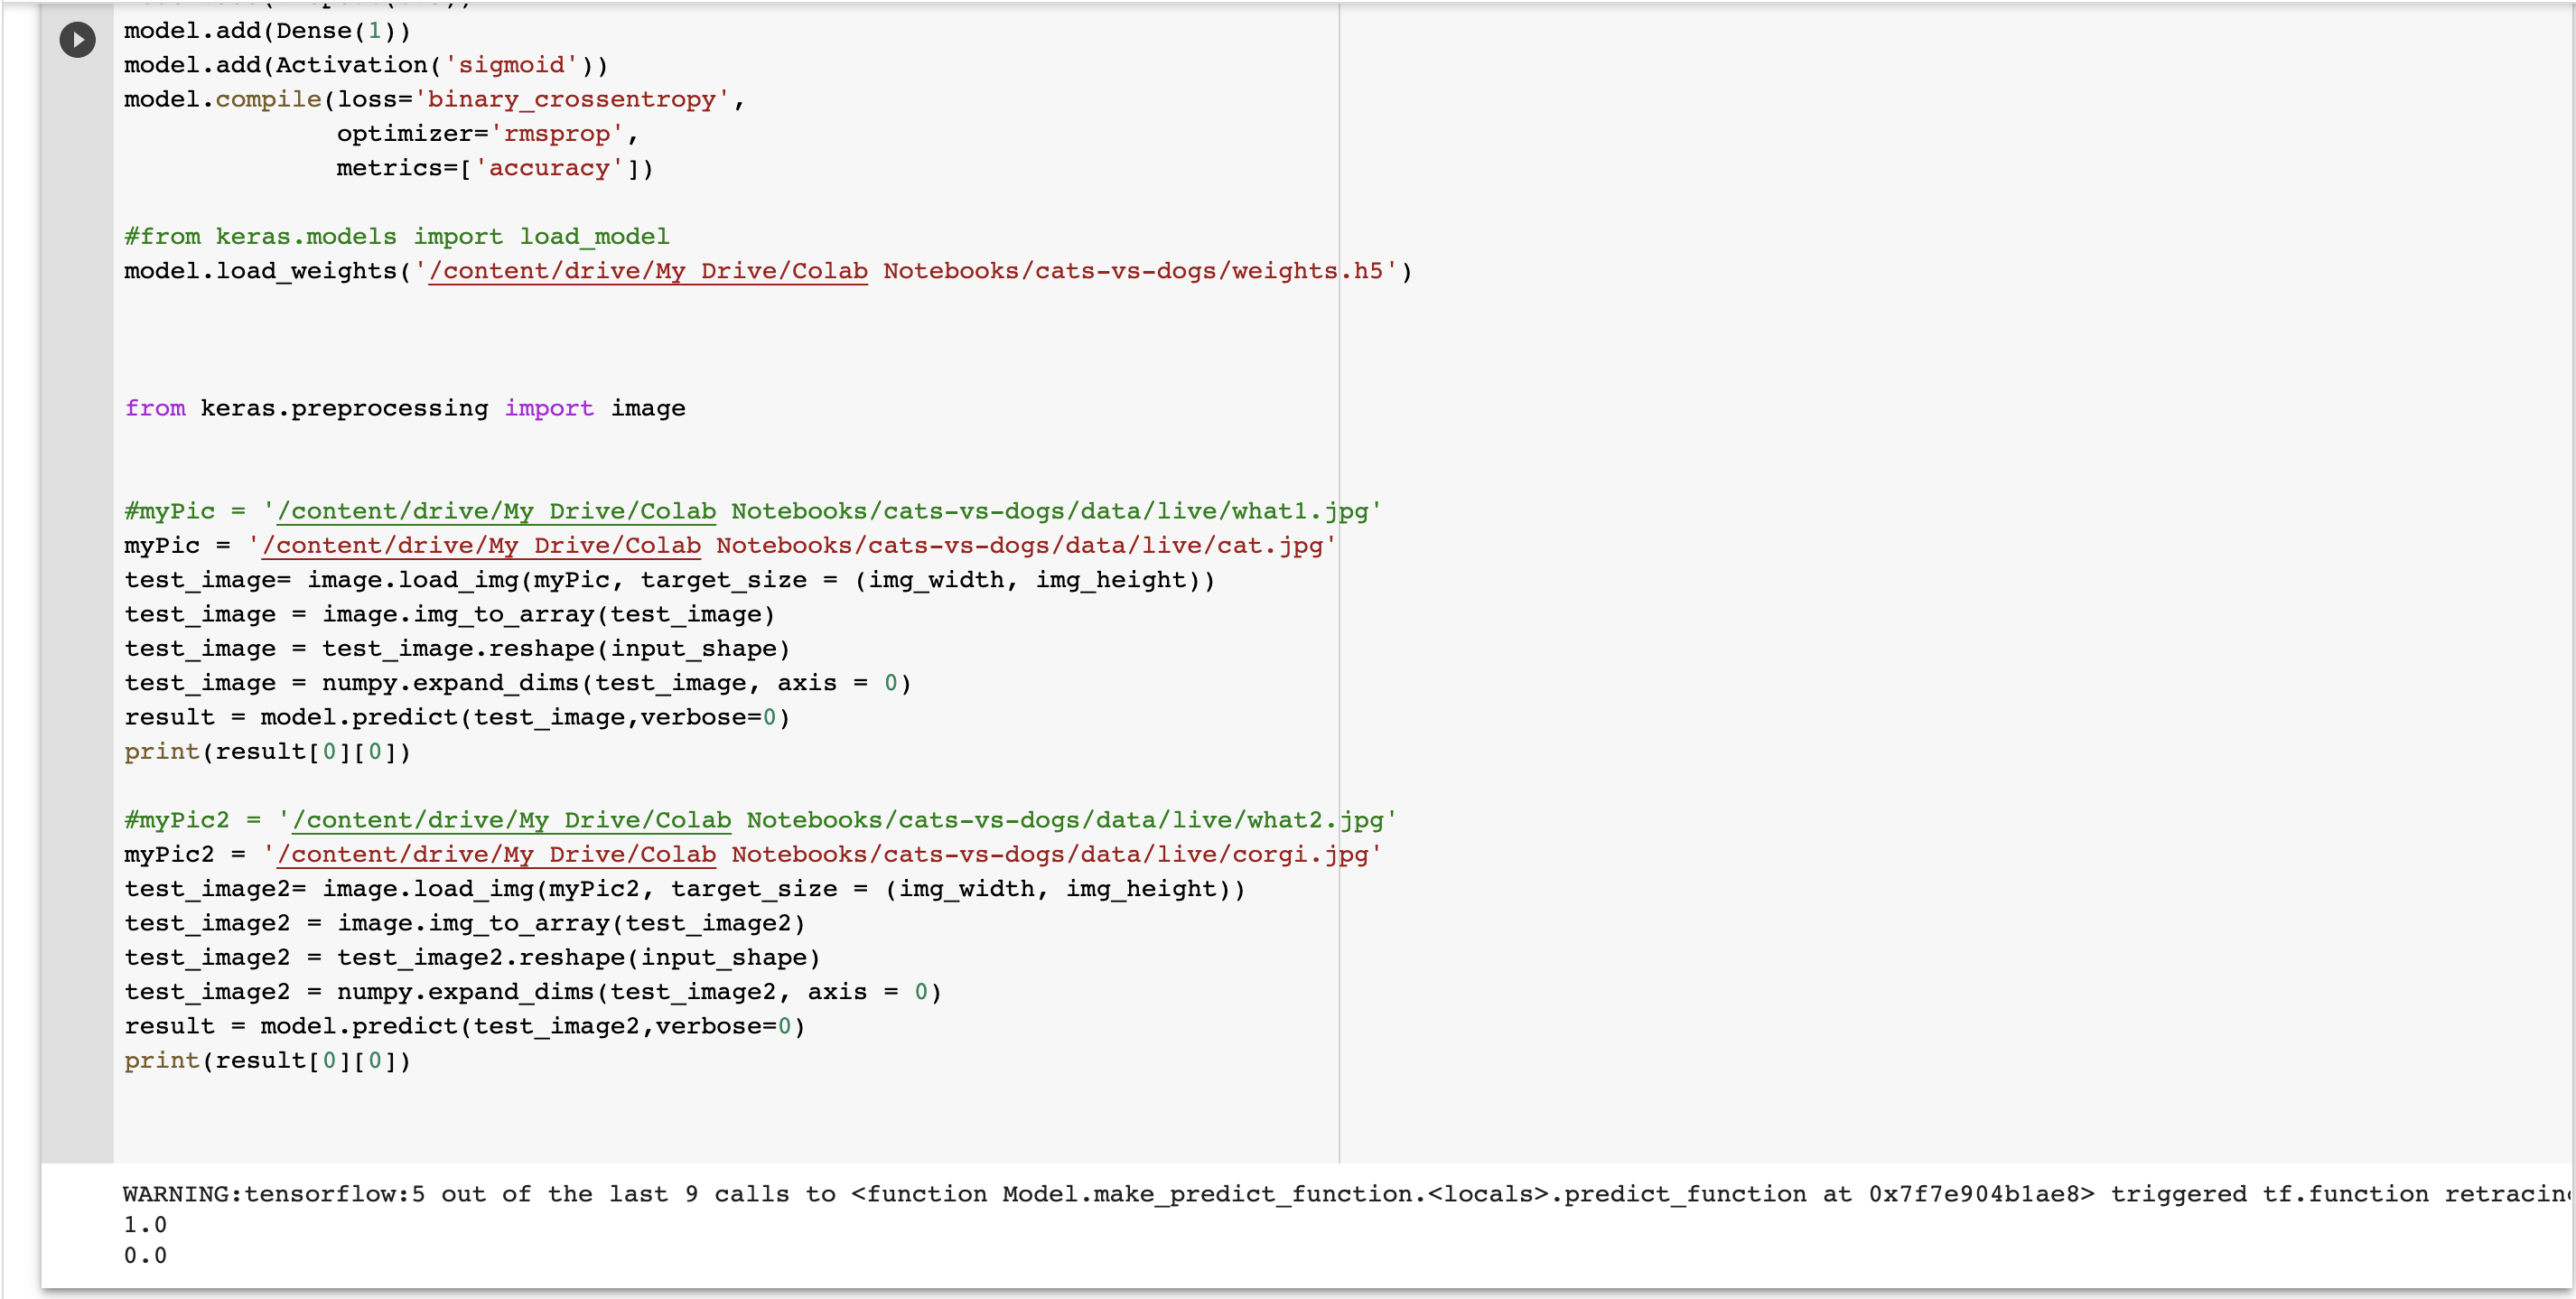 model.add(Dense(1))
model.add(Activation('sigmoid'))
model.compile(loss='binary_crossentropy',
              optimizer='rmsprop',
              metrics=['accuracy'])
#from keras.models import load_model
model.load_weights('/content/drive/My Drive/Colab Notebooks/cats-vs-dogs/weights.h5')
from keras.preprocessing import image
#myPic = '/content/drive/My Drive/Colab Notebooks/cats-vs-dogs/data/live/what1.jpg'
myPic = '/content/drive/My Drive/Colab Notebooks/cats-vs-dogs/data/live/cat.jpg'
test_image= image.load_img(myPic, target_size = (img_width, img_height))
test_image = image.img_to_array(test_image)
test_image = test_image.reshape(input_shape)
test_image = numpy.expand_dims(test_image, axis = 0)
result = model.predict(test_image,verbose=0)
print(result[0][0])
#myPic2 = '/content/drive/My Drive/Colab Notebooks/cats-vs-dogs/data/live/what2.jpg'
myPic2 = '/content/drive/My Drive/Colab Notebooks/cats-vs-dogs/data/live/corgi.jpg'
test_image2= image.load_img(myPic2, target_size = (img_width, img_height))
test_image2 = image.img_to_array(test_image2)
test_image2 = test_image2.reshape(input_shape)
test_image2 = numpy.expand_dims(test_image2, axis = 0)
result = model.predict(test_image2,verbose=0)
print(result[0][0])
WARNING:tensorflow:5 out of the last 9 calls to <function Model.make_predict_function.<locals>.predict_function at 0x7f7e904b1ae8> triggered tf.function
1.0
0.0